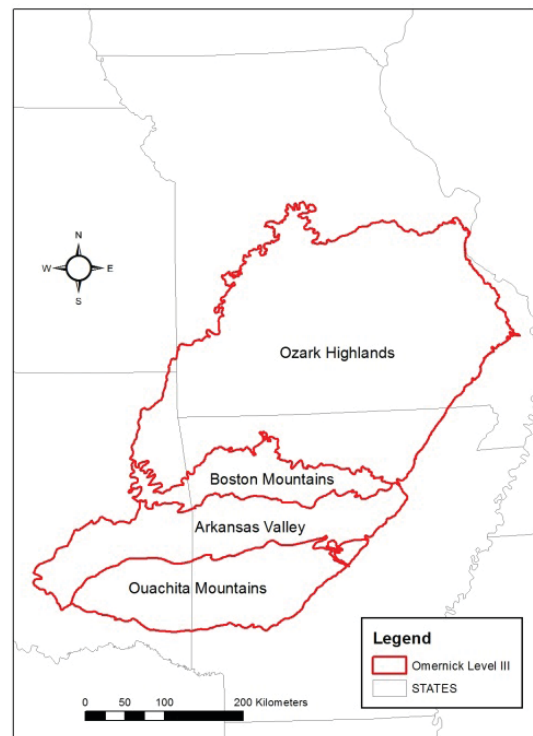 N
W E
S
Ozark Highlands
Boston Mountains
Arkansas Valley
Ouachita Mountains
Legend
Omernick Level III
STATES
0 50 100 200 Kilometers